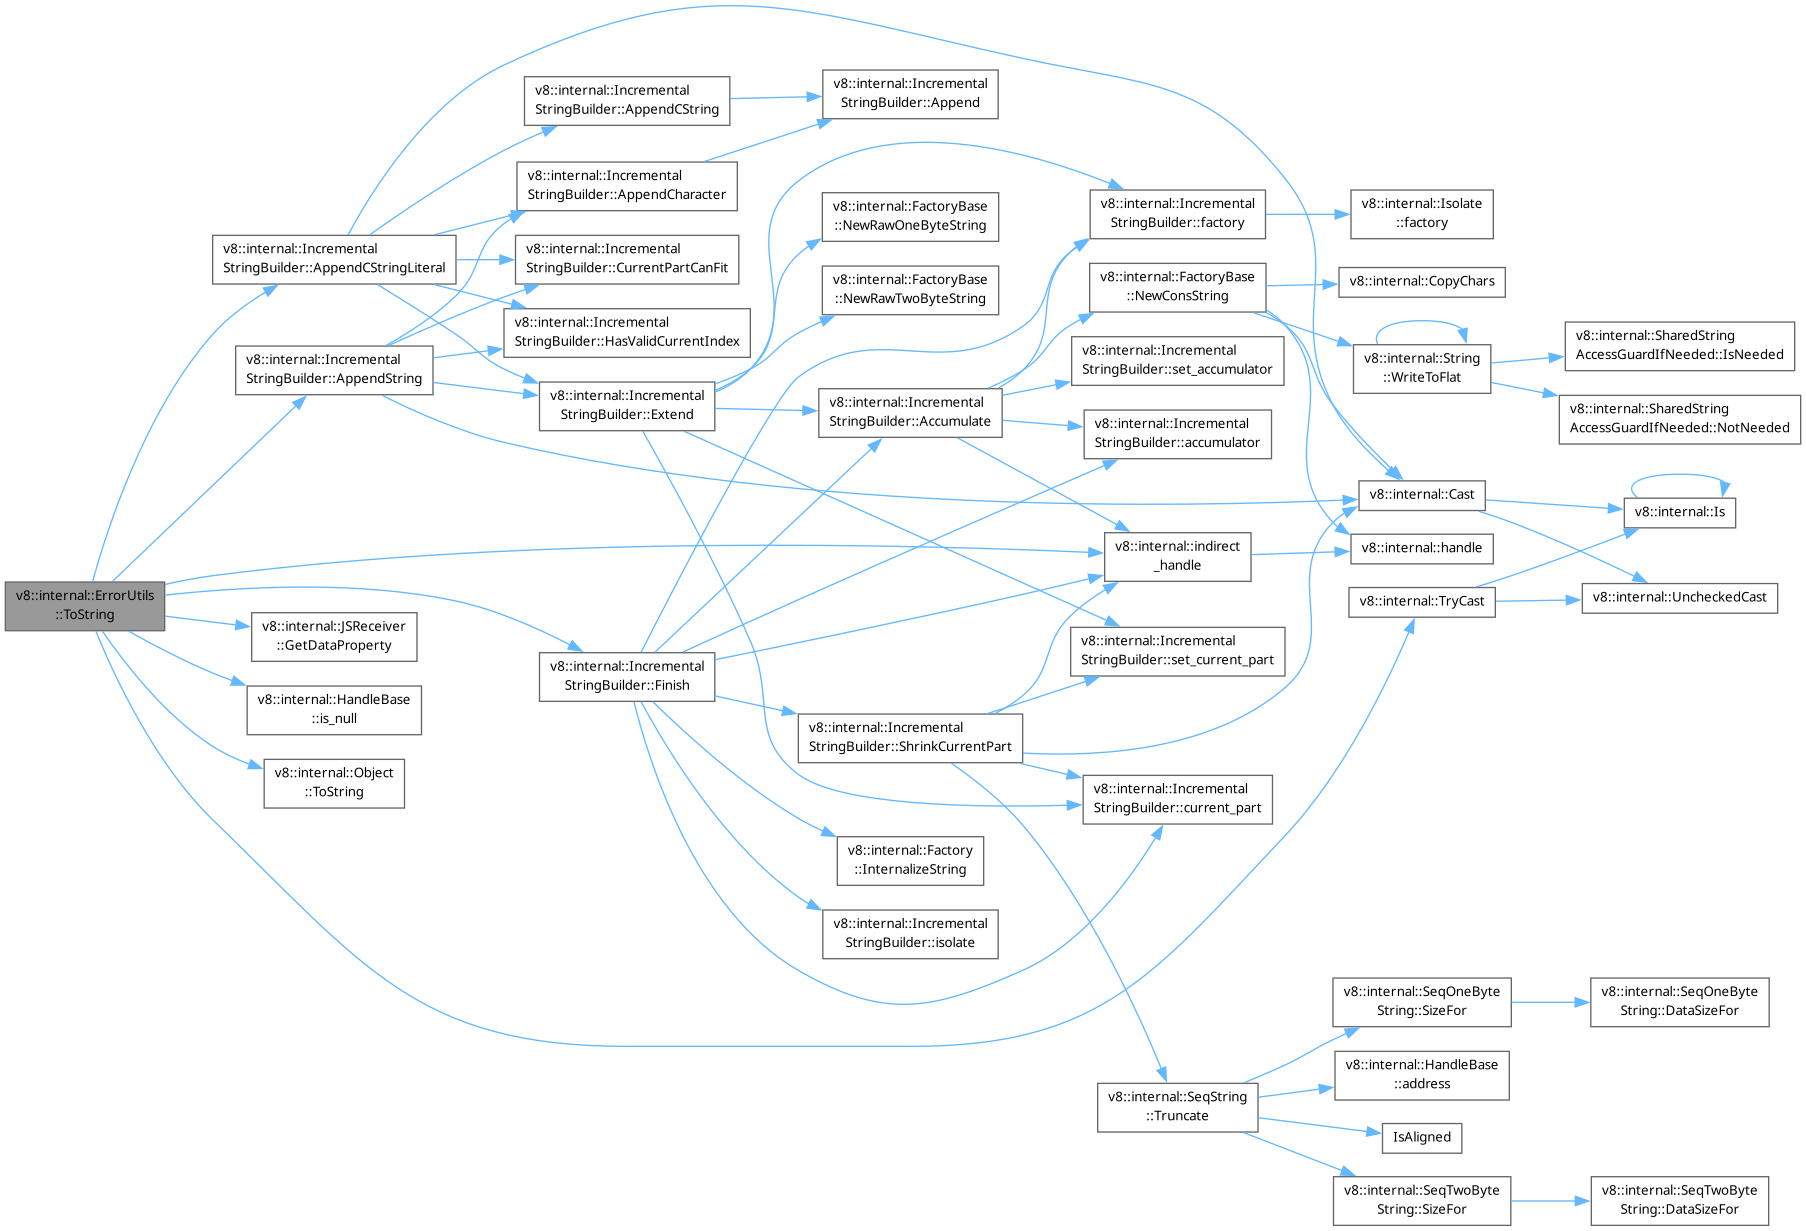 v8::internal::ErrorUtils
::ToString
v8::internal::Incremental
StringBuilder::AppendCStringLiteral
v8::internal::Incremental
StringBuilder::AppendString
v8::internal::JSReceiver
::GetDataProperty
v8::internal::HandleBase
::is_null
v8::internal::Object
::ToString
v8::internal::Incremental
StringBuilder::AppendCString
v8::internal::Incremental
StringBuilder::AppendCharacter
v8::internal::Incremental
StringBuilder::CurrentPartCanFit
v8::internal::Incremental
StringBuilder::HasValidCurrentIndex
v8::internal::Incremental
StringBuilder::Extend
v8::internal::Incremental
StringBuilder::Finish
v8::internal::Incremental
StringBuilder::Append
v8::internal::FactoryBase
::NewRawOneByteString
v8::internal::FactoryBase
::NewRawTwoByteString
v8::internal::Incremental
StringBuilder::Accumulate
v8::internal::Incremental
StringBuilder::ShrinkCurrentPart
v8::internal::Factory
::InternalizeString
v8::internal::Incremental
StringBuilder::isolate
v8::internal::Incremental
StringBuilder::factory
v8::internal::FactoryBase
::NewConsString
v8::internal::Incremental
StringBuilder::set_accumulator
v8::internal::Incremental
StringBuilder::accumulator
v8::internal::indirect
_handle
v8::internal::Incremental
StringBuilder::set_current_part
v8::internal::Incremental
StringBuilder::current_part
v8::internal::SeqString
::Truncate
v8::internal::Isolate
::factory
v8::internal::CopyChars
v8::internal::String
::WriteToFlat
v8::internal::Cast
v8::internal::handle
v8::internal::TryCast
v8::internal::SeqOneByte
String::SizeFor
v8::internal::HandleBase
::address
IsAligned
v8::internal::SeqTwoByte
String::SizeFor
v8::internal::SharedString
AccessGuardIfNeeded::IsNeeded
v8::internal::SharedString
AccessGuardIfNeeded::NotNeeded
v8::internal::Is
v8::internal::UncheckedCast
v8::internal::SeqOneByte
String::DataSizeFor
v8::internal::SeqTwoByte
String::DataSizeFor